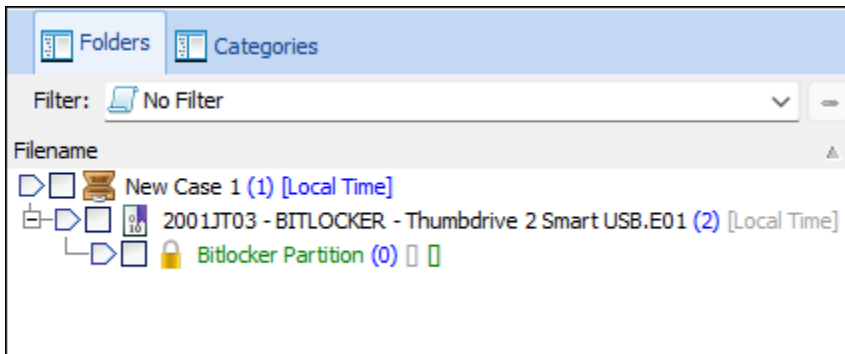 Folders Categories
Filter: No Filter
Filename
New Case 1 (1) [Local Time]
2001JT03 - BITLOCKER - Thumbdrive 2 Smart USB.E01 (2) [Local Time]
Bitlocker Partition (0) [] []